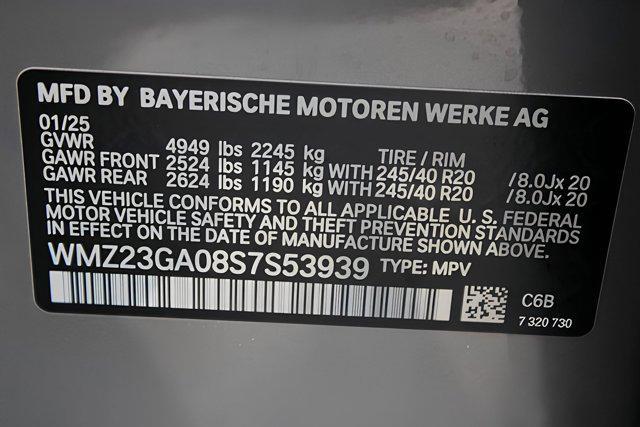 MFD BY BAYERISCHE MOTOREN WERKE AG
01/25
GVWR 4949 lbs 2245 kg TIRE / RIM
GAWR FRONT 2524 lbs 1145 kg WITH 245/40 R20 /8.0Jx 20
GAWR REAR 2624 lbs 1190 kg WITH 245/40 R20 /8.0Jx 20
THIS VEHICLE CONFORMS TO ALL APPLICABLE U. S. FEDERAL
MOTOR VEHICLE SAFETY AND THEFT PREVENTION STANDARDS
IN EFFECT ON THE DATE OF MANUFACTURE SHOWN ABOVE.
WMZ23GA08S7S53939 TYPE: MPV
C6B
7 320 730